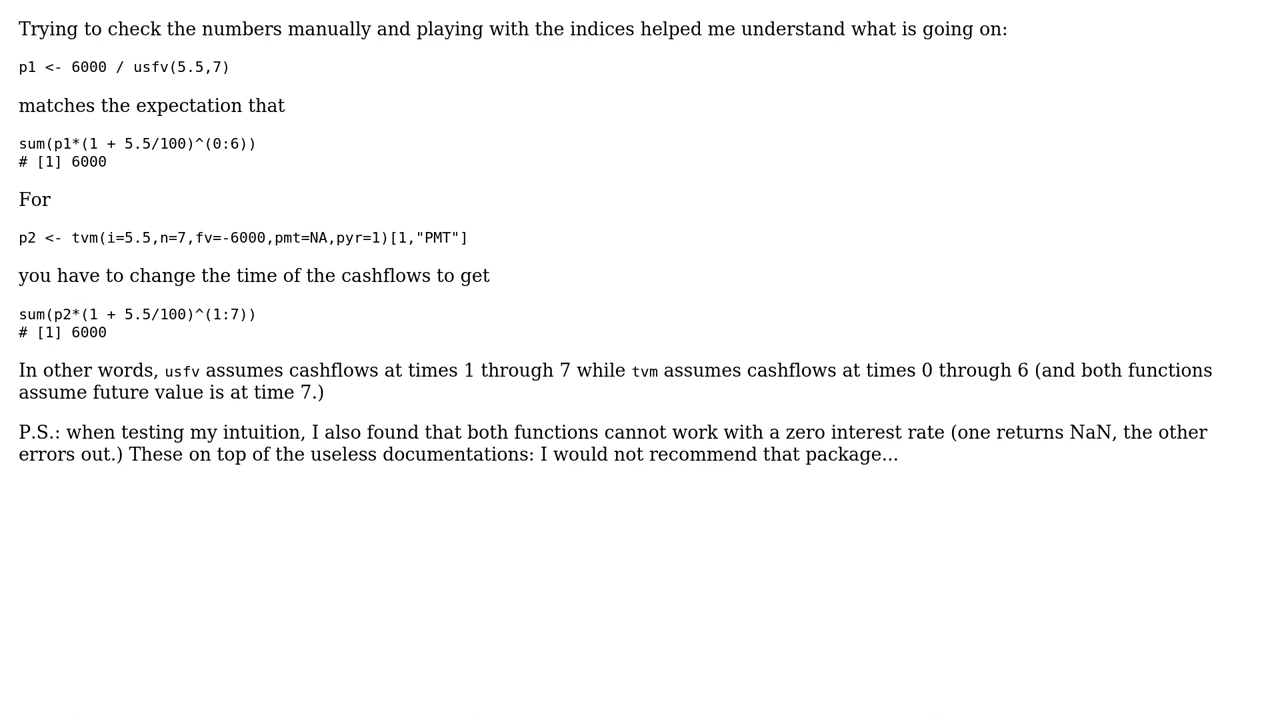 Trying to check the numbers manually and playing with the indices helped me understand what is going on:
p1 <- 6000 / usfv(5.5,7)
matches the expectation that
sum(p1*(1 + 5.5/100)^(0:6))
# [1] 6000
For
p2 <- tvm(i=5.5,n=7,fv=-6000,pmt=NA,pyr=1)[1,"PMT"]
you have to change the time of the cashflows to get
sum(p2*(1 + 5.5/100)^(1:7))
# [1] 6000
In other words, usfv assumes cashflows at times 1 through 7 while tvm assumes cashflows at times 0 through 6 (and both functions
assume future value is at time 7.)
P.S.: when testing my intuition, I also found that both functions cannot work with a zero interest rate (one returns NaN, the other
errors out.) These on top of the useless documentations: I would not recommend that package...